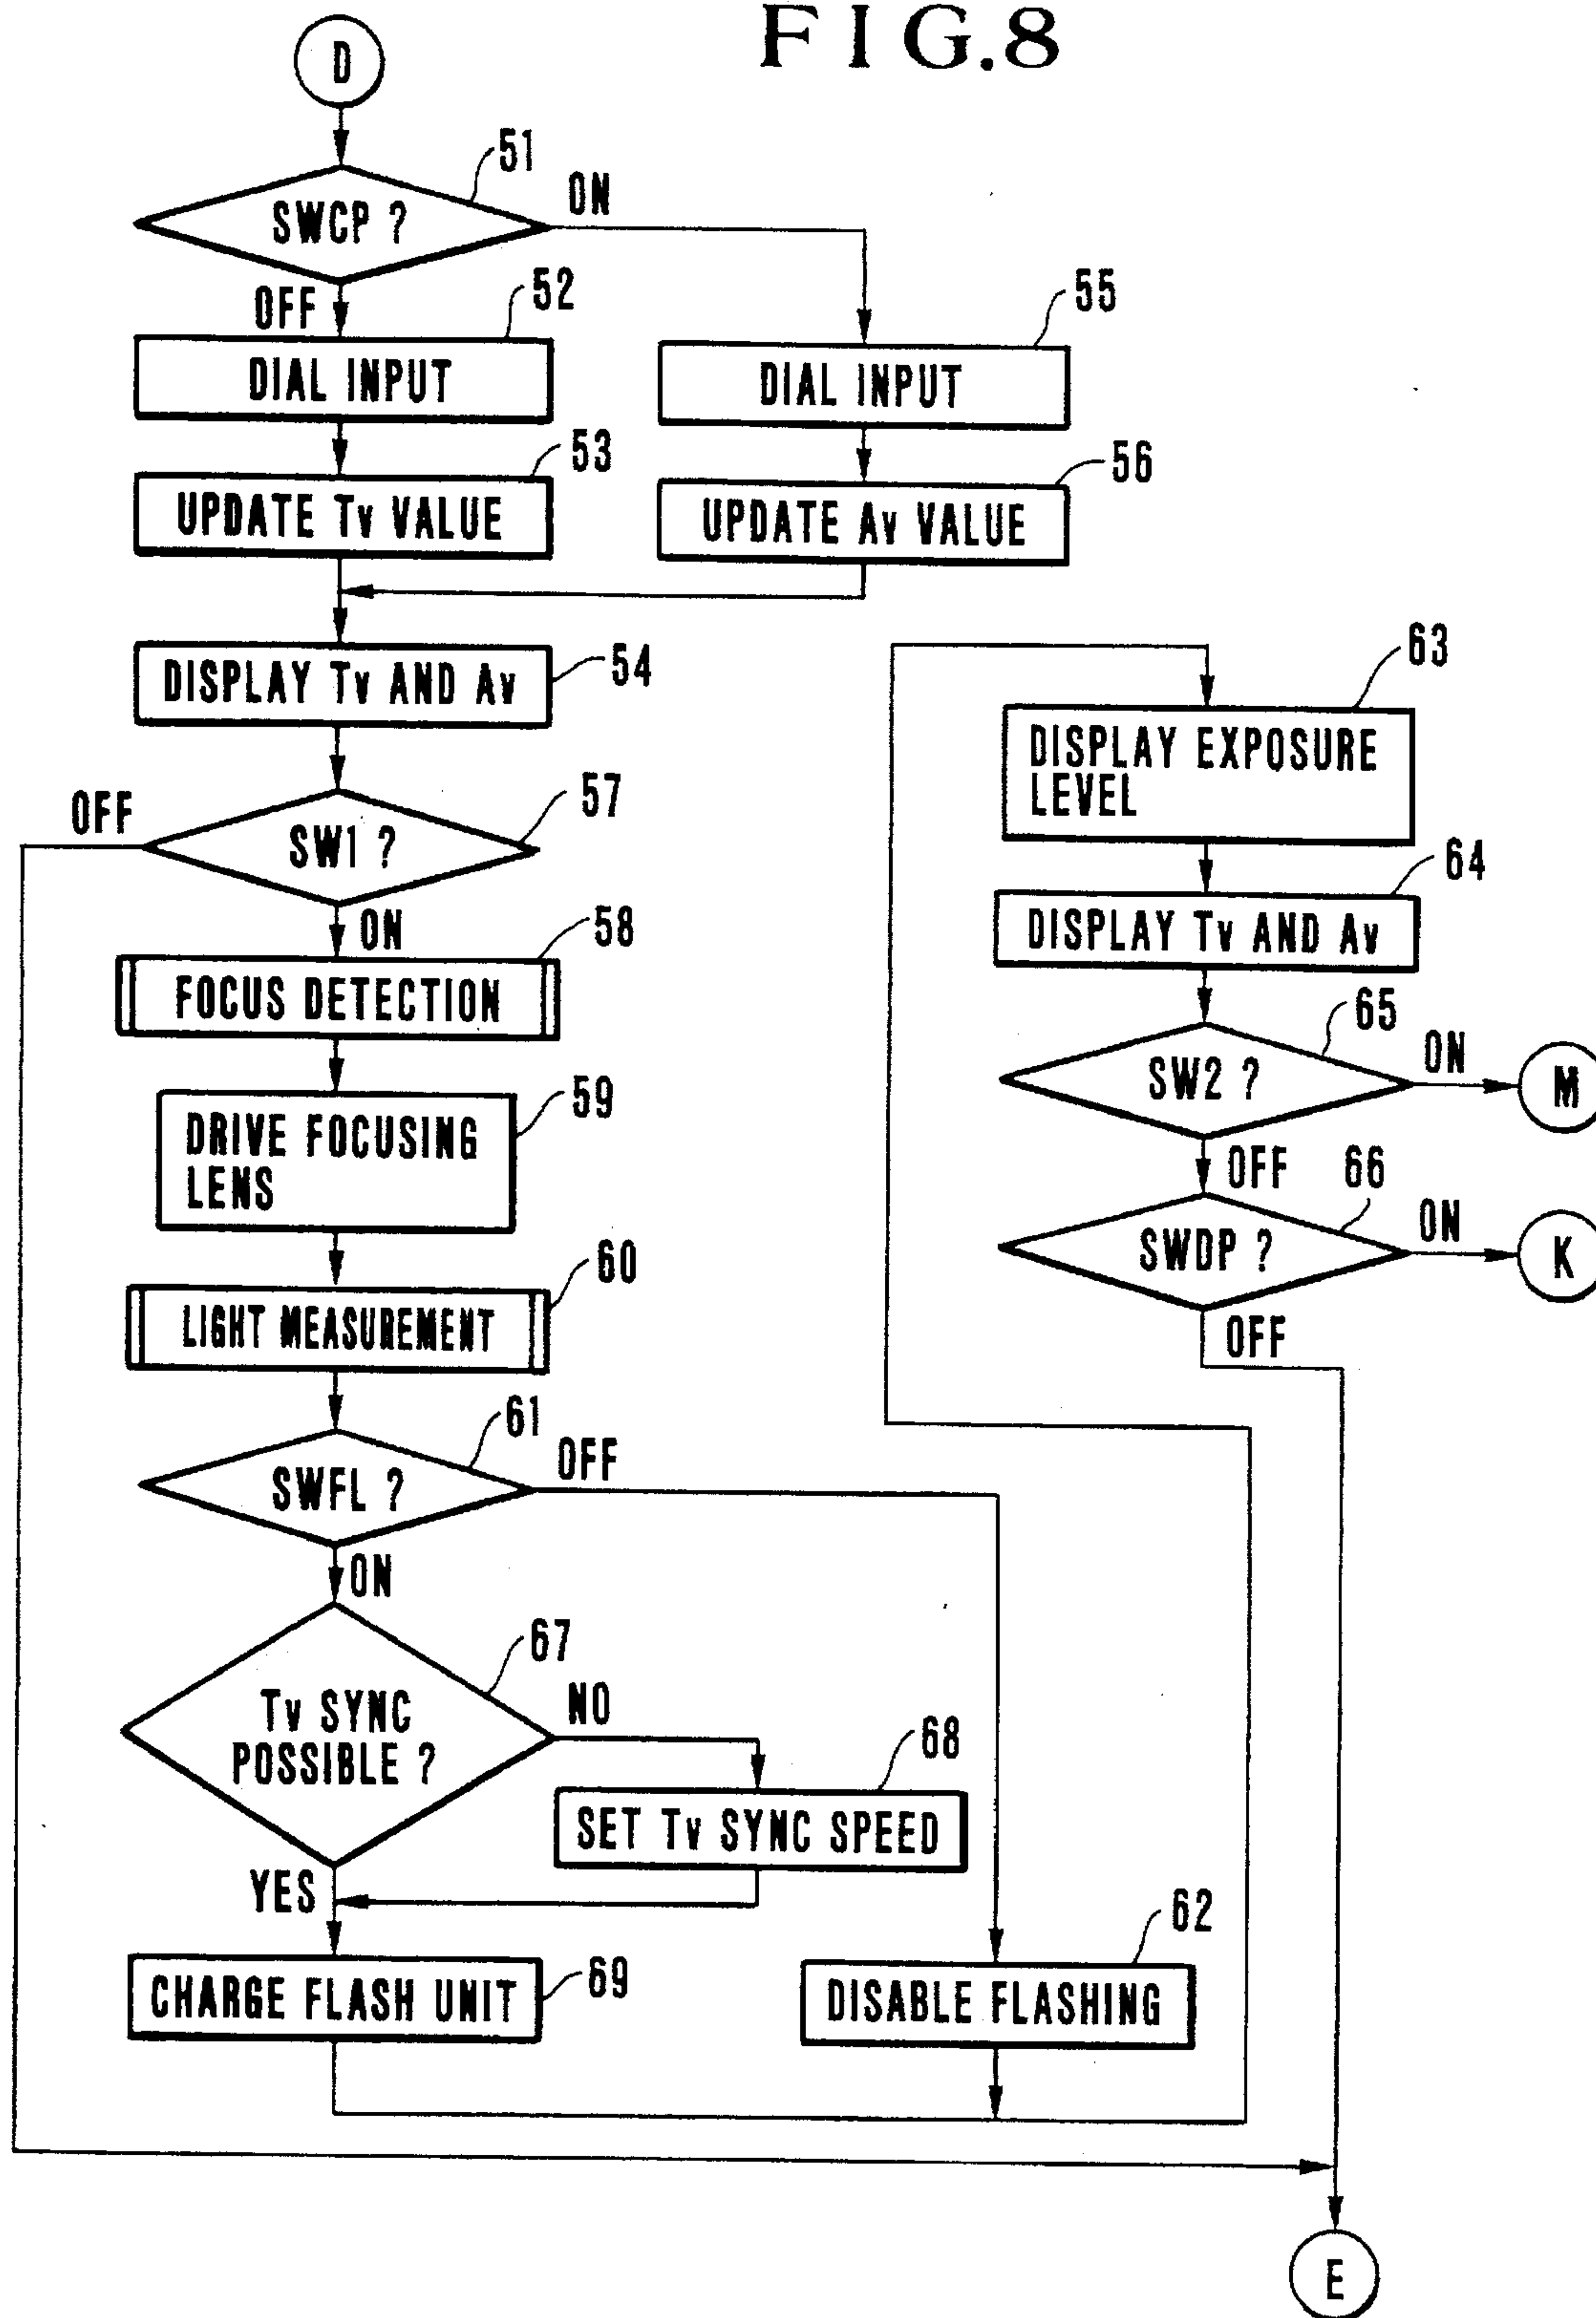 FIG.8
D
51
SWCP ?
ON
OFF
52
55
DIAL INPUT
DIAL INPUT
53
56
UPDATE Tv VALUE
UPDATE Av VALUE
54
DISPLAY Tv AND Av
57
OFF
SW1 ?
ON
58
FOCUS DETECTION
59
DRIVE FOCUSING
LENS
60
LIGHT MEASUREMENT
61
SWFL ?
OFF
ON
67
Tv SYNC
POSSIBLE ?
NO
68
SET Tv SYNC SPEED
YES
69
CHARGE FLASH UNIT
62
DISABLE FLASHING
63
DISPLAY EXPOSURE
LEVEL
64
DISPLAY Tv AND Av
65
SW2 ?
ON
M
OFF
66
SWDP ?
ON
K
OFF
E